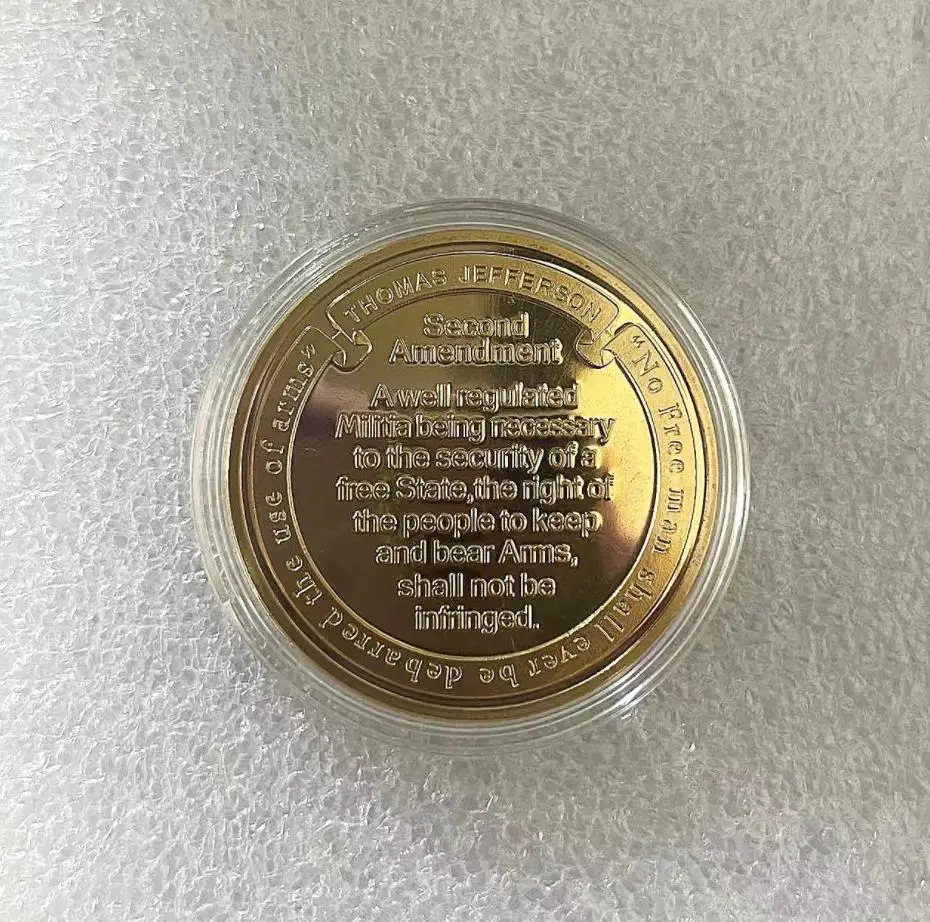 THOMAS JEFFERSON
Second
Amendment
A well regulated
Militia being necessary
to the security of a
free State, the right of
the people to keep
and bear Arms,
shall not be
infringed.
"No Free man shall ever be debarred the use of arms"